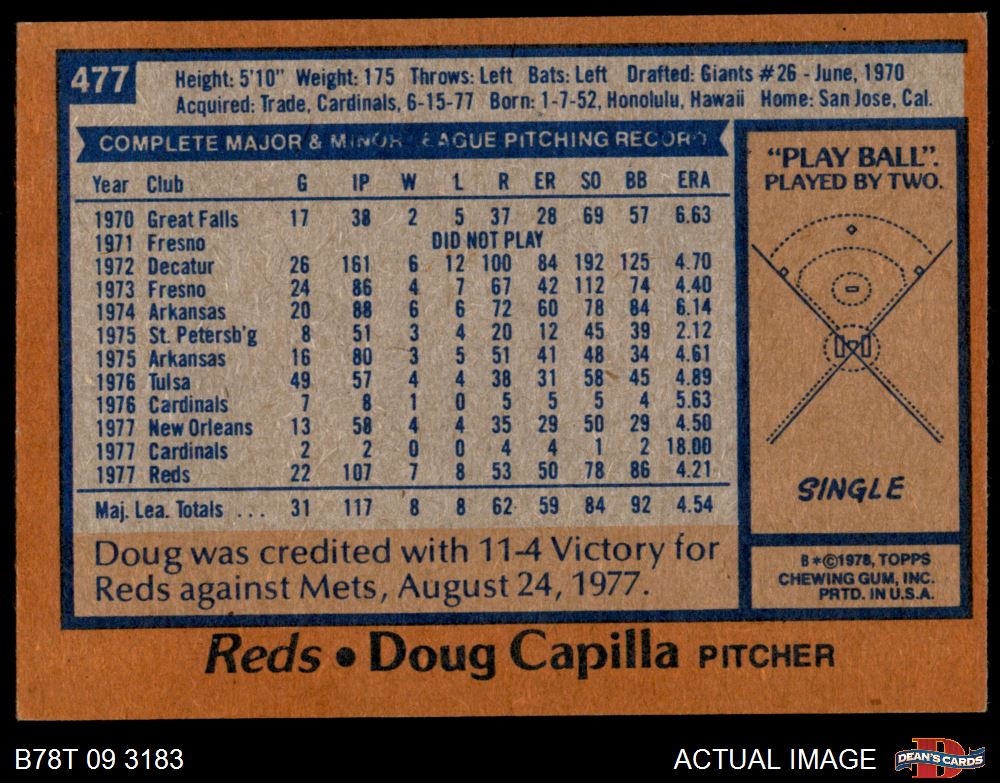 477
Height: 5'10" Weight: 175 Throws: Left Bats: Left Drafted: Giants #26 - June, 1970
Acquired: Trade, Cardinals, 6-15-77 Born: 1-7-52, Honolulu, Hawaii Home: San Jose, Cal.
COMPLETE MAJOR & MINOR LEAGUE PITCHING RECORD
Year Club G IP W L R ER SO BB ERA
1970 Great Falls 17 38 2 5 37 28 69 57 6.63
1971 Fresno DID NOT PLAY
1972 Decatur 26 161 6 12 100 84 192 125 4.70
1973 Fresno 24 86 4 7 67 42 112 74 4.40
1974 Arkansas 20 88 6 6 72 60 78 84 6.14
1975 St. Petersb'g 8 51 3 4 20 12 45 39 2.12
1975 Arkansas 16 80 3 5 51 41 48 34 4.61
1976 Tulsa 49 57 4 4 38 31 58 45 4.89
1976 Cardinals 7 8 1 0 5 5 5 4 5.63
1977 New Orleans 13 58 4 4 35 29 50 29 4.50
1977 Cardinals 2 2 0 0 4 4 1 2 18.00
1977 Reds 22 107 7 8 53 50 78 86 4.21
Maj. Lea. Totals ... 31 117 8 8 62 59 84 92 4.54
Doug was credited with 11-4 Victory for
Reds against Mets, August 24, 1977.
"PLAY BALL".
PLAYED BY TWO.
SINGLE
B*©1978, TOPPS
CHEWING GUM, INC.
PRTD. IN U.S.A.
Reds • Doug Capilla PITCHER
B78T 09 3183
ACTUAL IMAGE
DEAN'S CARDS